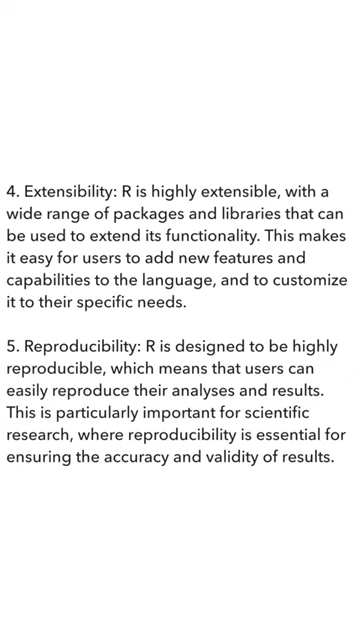 4. Extensibility: R is highly extensible, with a
wide range of packages and libraries that can
be used to extend its functionality. This makes
it easy for users to add new features and
capabilities to the language, and to customize
it to their specific needs.
5. Reproducibility: R is designed to be highly
reproducible, which means that users can
easily reproduce their analyses and results.
This is particularly important for scientific
research, where reproducibility is essential for
ensuring the accuracy and validity of results.